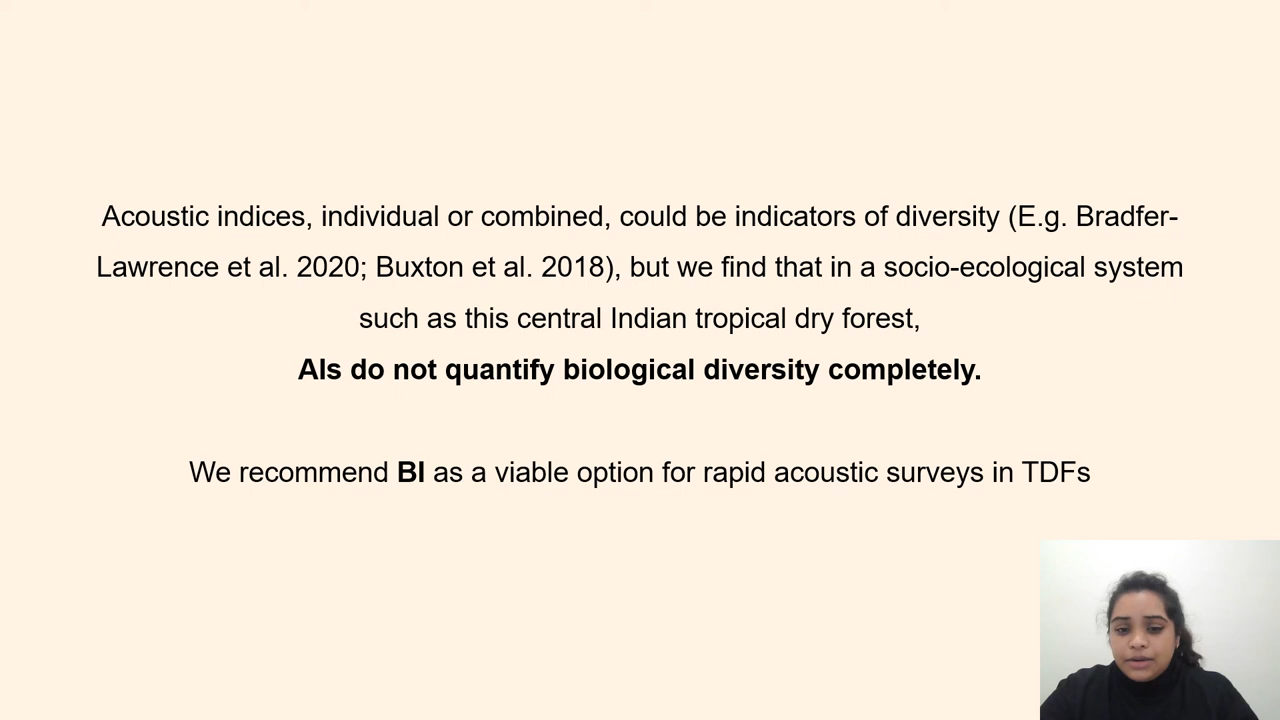 Acoustic indices, individual or combined, could be indicators of diversity (E.g. Bradfer-
Lawrence et al. 2020; Buxton et al. 2018), but we find that in a socio-ecological system
such as this central Indian tropical dry forest,
AIs do not quantify biological diversity completely.
We recommend BI as a viable option for rapid acoustic surveys in TDFs